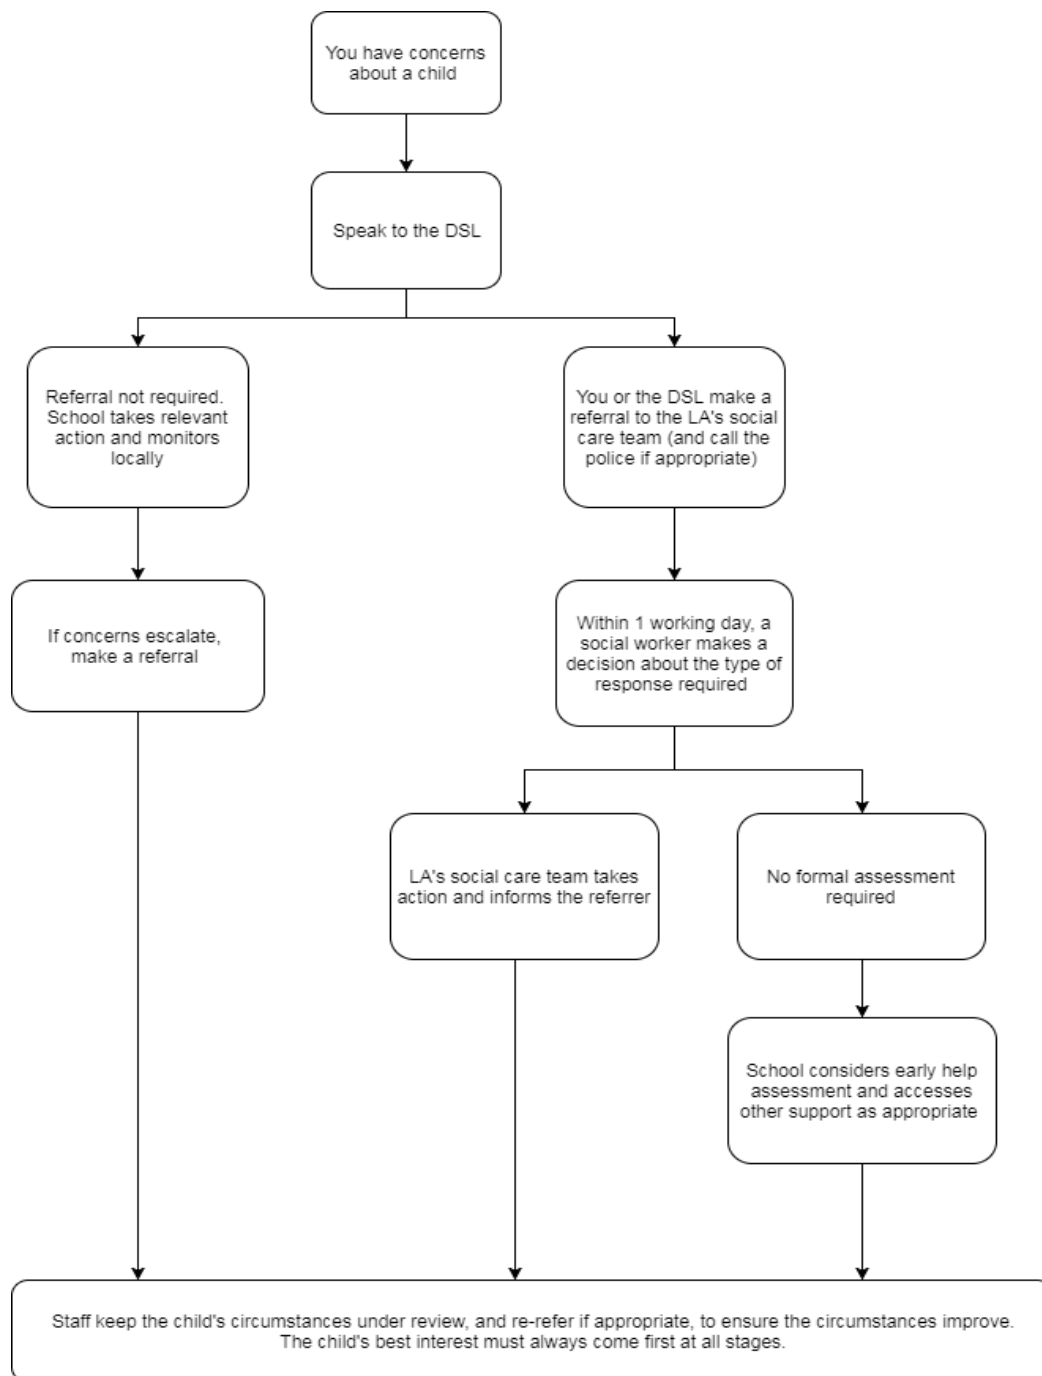 You have concerns
about a child
Speak to the DSL
Referral not required.
School takes relevant
action and monitors
locally
You or the DSL make a
referral to the LA's social
care team (and call the
police if appropriate)
If concerns escalate,
make a referral
Within 1 working day, a
social worker makes a
decision about the type of
response required
LA's social care team takes
action and informs the referrer
No formal assessment
required
School considers early help
assessment and accesses
other support as appropriate
Staff keep the child's circumstances under review, and re-refer if appropriate, to ensure the circumstances improve.
The child's best interest must always come first at all stages.